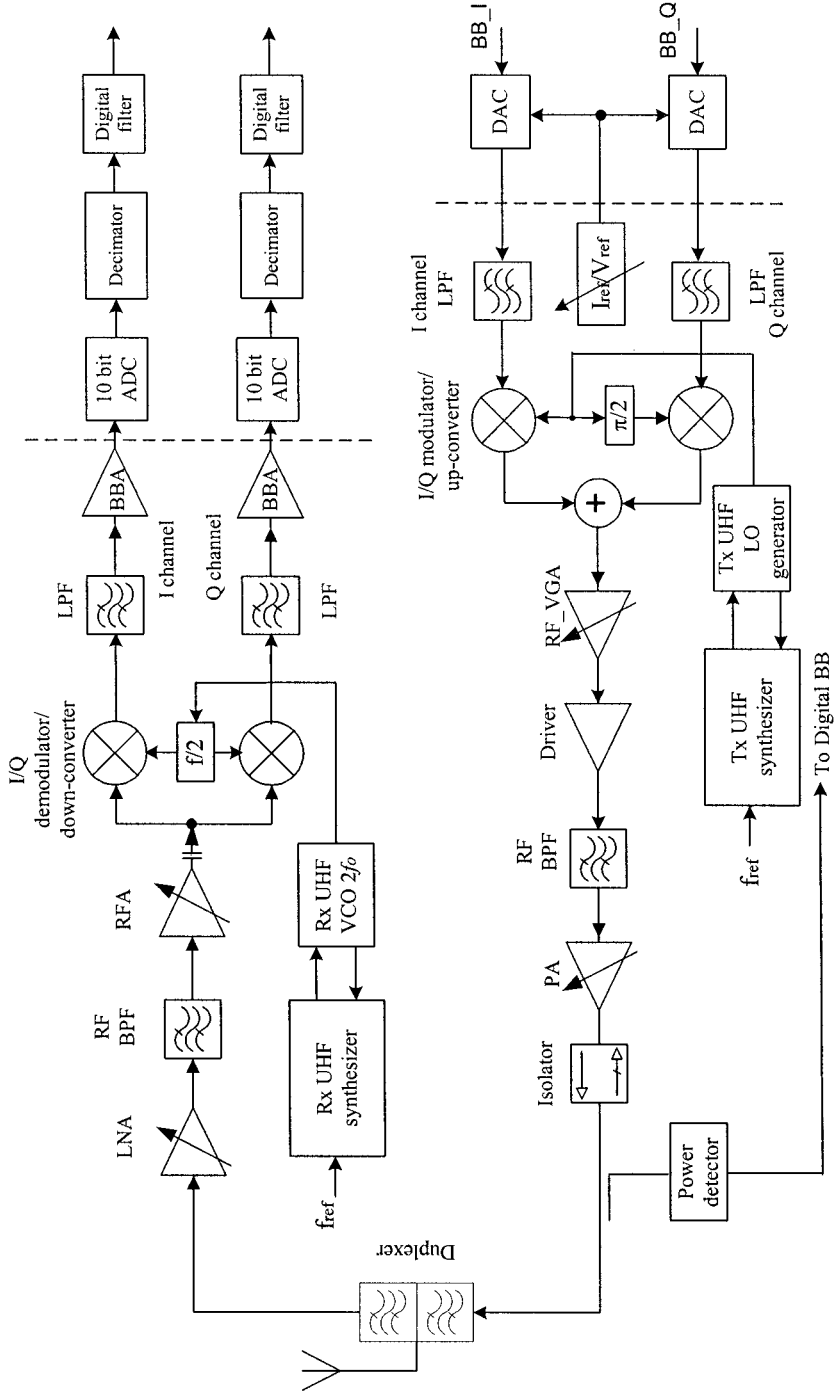 LNA
RF
BPF
RFA
I/Q
demodulator/
down-converter
LPF
I channel
BBA
10 bit
ADC
Decimator
Digital
filter
f/2
Q channel
LPF
BBA
10 bit
ADC
Decimator
Digital
filter
fref
Rx UHF
synthesizer
Rx UHF
VCO 2fo
Duplexer
Isolator
PA
RF
BPF
Driver
RF_VGA
+
I/Q modulator/
up-converter
π/2
I channel
LPF
Iref/Vref
LPF
Q channel
DAC
BB_I
DAC
BB_Q
Power
detector
fref
Tx UHF
synthesizer
Tx UHF
LO
generator
To Digital BB